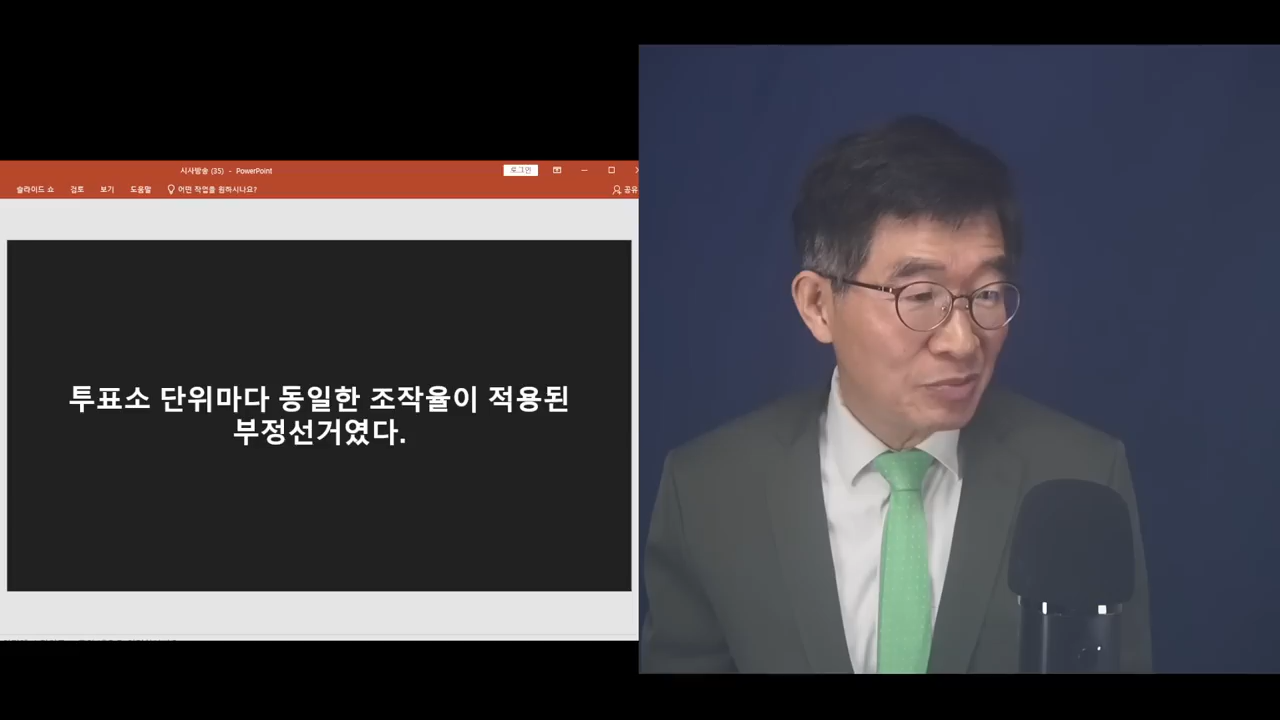 시사방송 (35) - PowerPoint
로그인
슬라이드 쇼 검토 보기 도움말 어떤 작업을 원하시나요? 공유
투표소 단위마다 동일한 조작율이 적용된
부정선거였다.